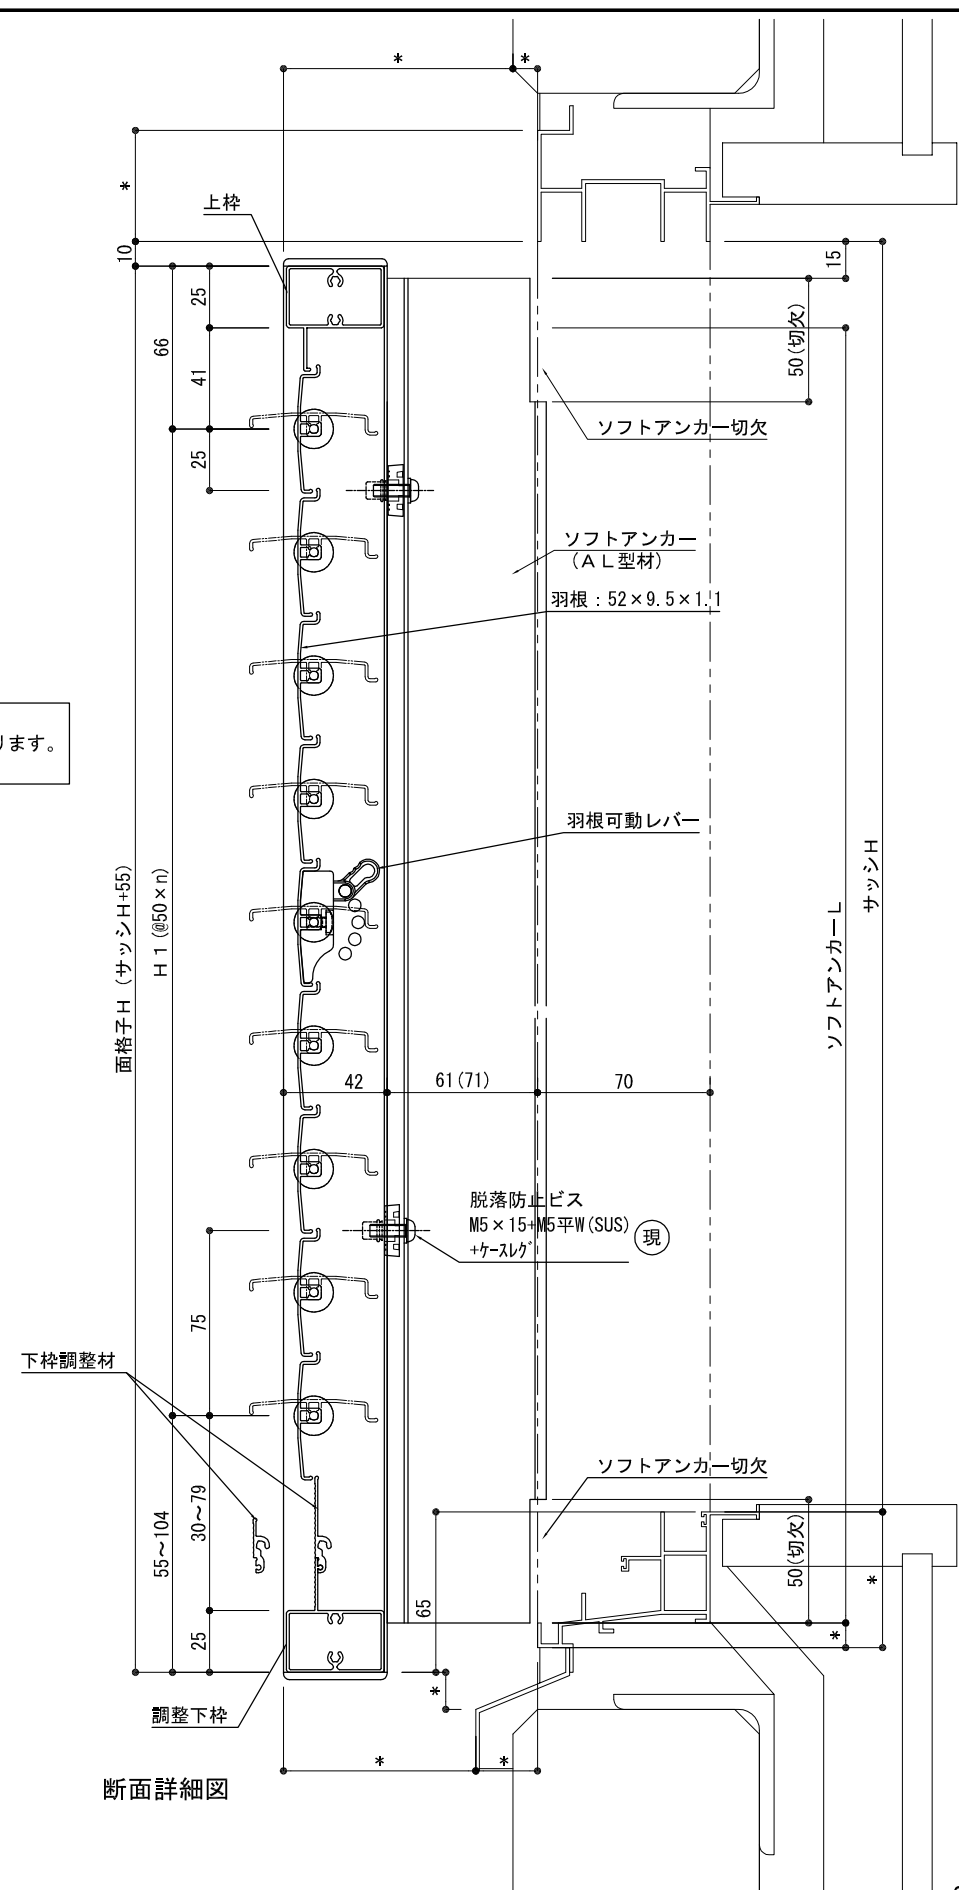 *
*
*
10
上枠
25
66
41
25
15
50(切欠)
ソフトアンカー切欠
ソフトアンカー
(ＡＬ型材)
羽根：52×9.5×1.1
ります。
羽根可動レバー
面格子Ｈ (サッシＨ+55)
Ｈ１(@50×n)
ソフトアンカーＬ
サッシＨ
42
61(71)
70
脱落防止ビス
M5×15+M5平W(SUS)
+ｹｰｽﾚｸﾞ
現
75
下枠調整材
ソフトアンカー切欠
30～79
55～104
50(切欠)
*
65
25
*
*
調整下枠
*
*
断面詳細図